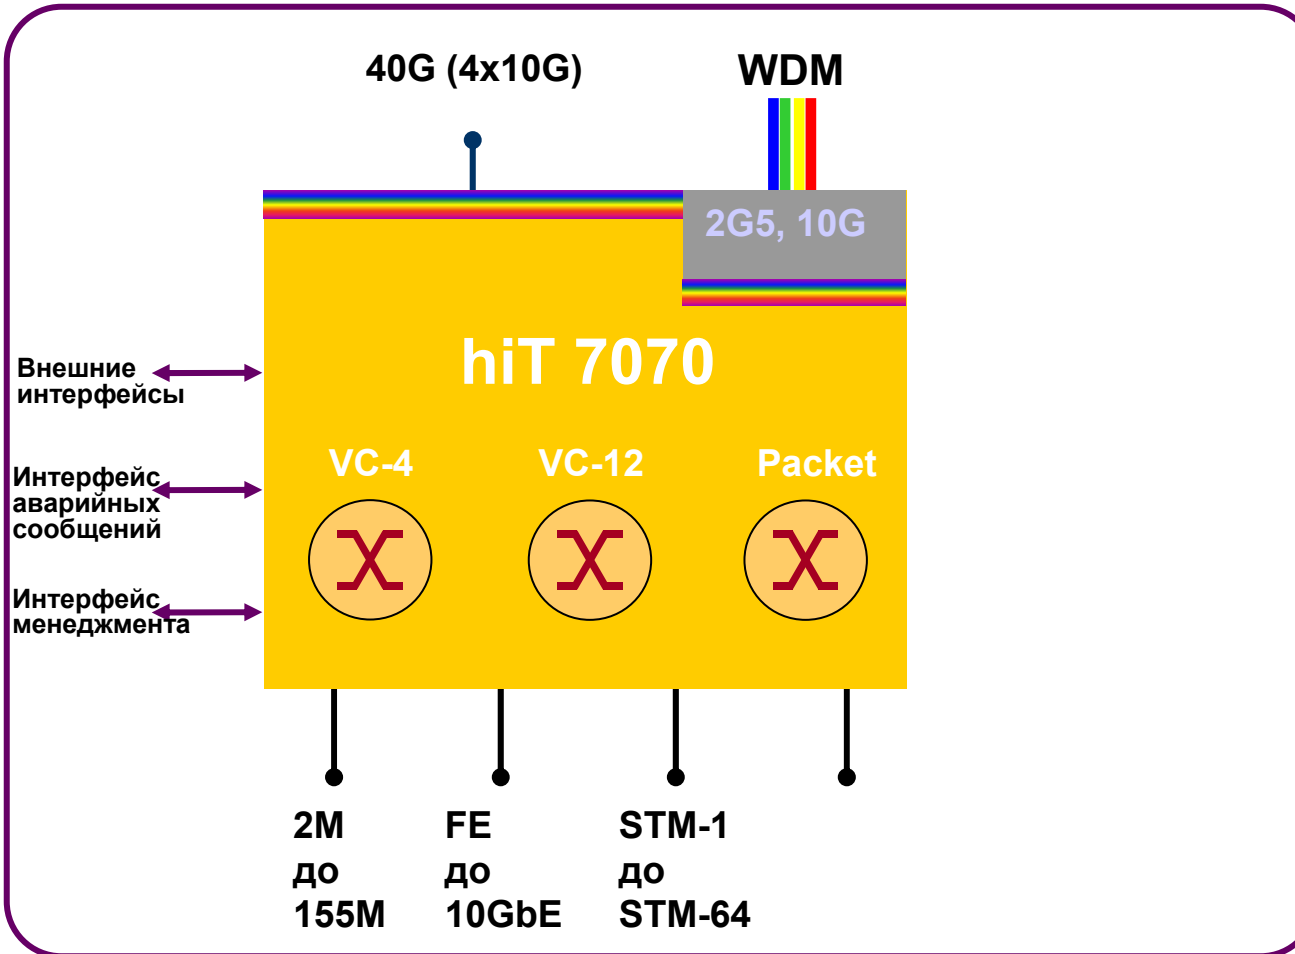 40G (4x10G)
WDM
2G5, 10G
hiT 7070
Внешние
интерфейсы
VC-4
VC-12
Packet
Интерфейс
аварийных
сообщений
Интерфейс
менеджмента
2M
до
155M
FE
до
10GbE
STM-1
до
STM-64